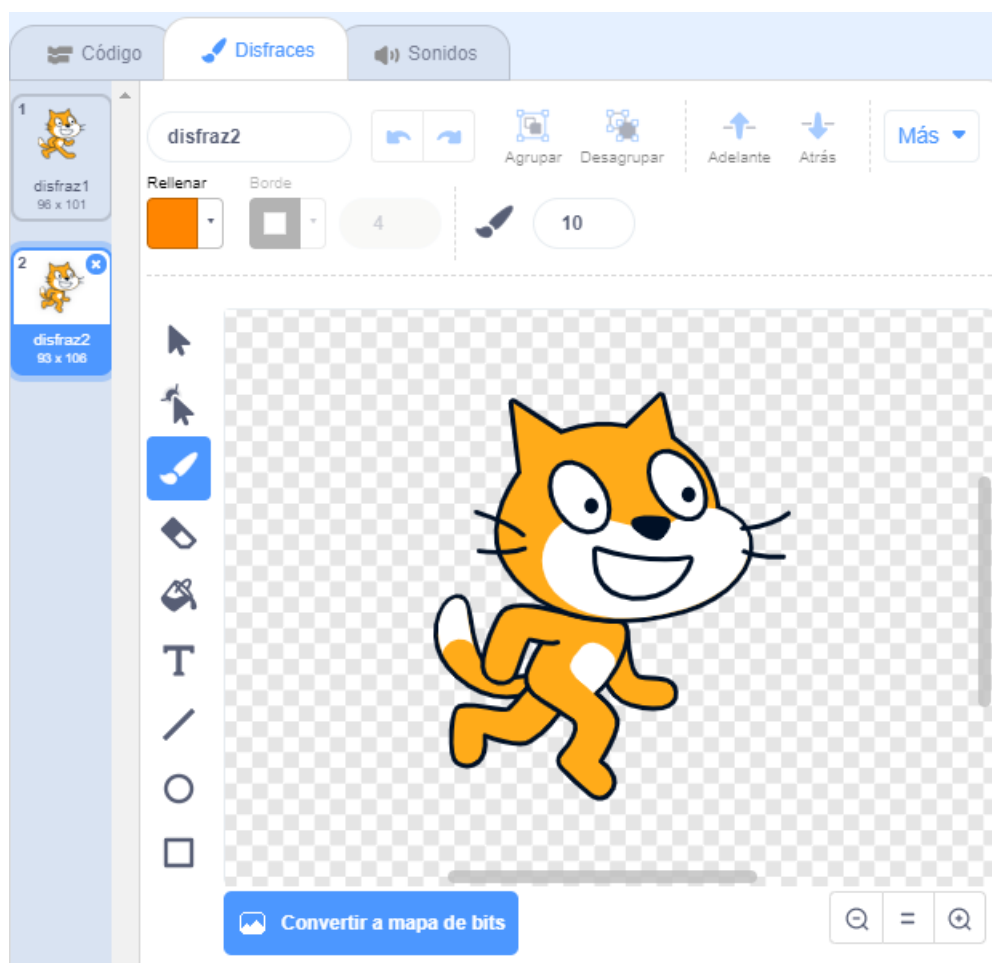 Código
Disfraces
Sonidos
1
disfraz1
96 x 101
2
disfraz2
93 x 106
disfraz2
Agrupar
Desagrupar
Adelante
Atrás
Más
Rellenar
Borde
4
10
T
Convertir a mapa de bits
=